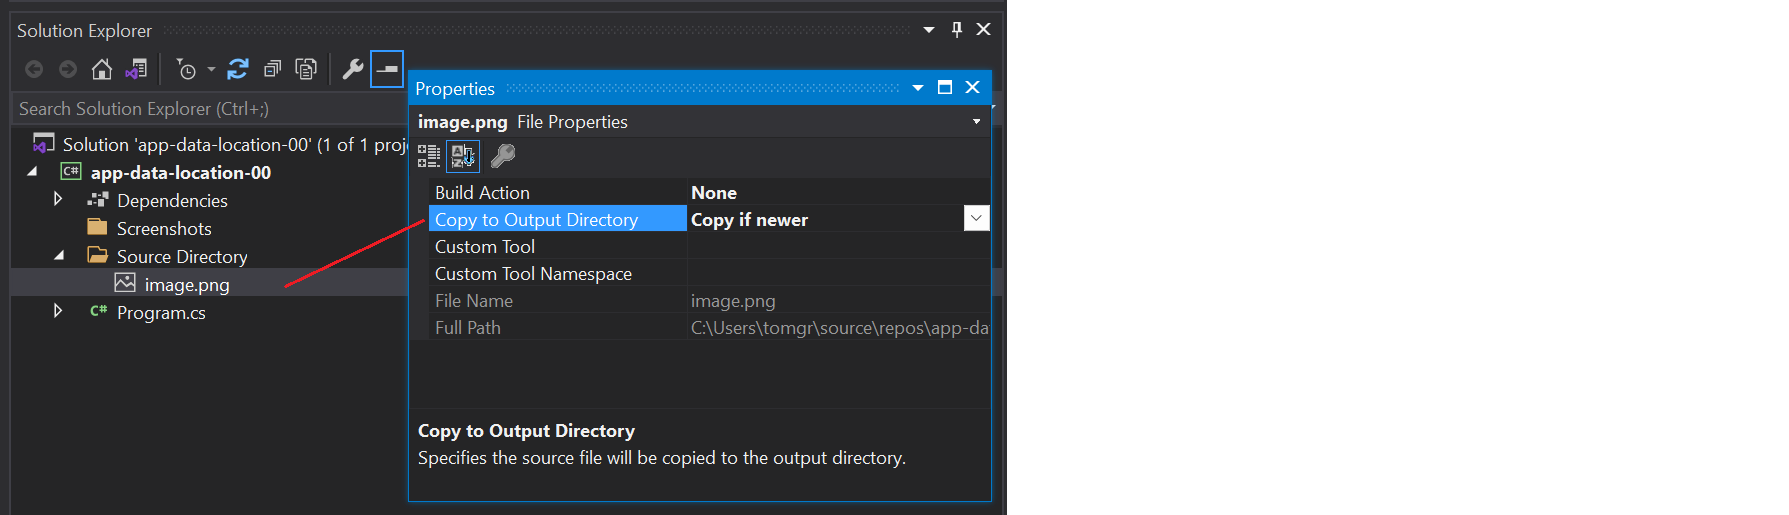 Solution Explorer
Search Solution Explorer (Ctrl+;)
Solution 'app-data-location-00' (1 of 1 proje
C# app-data-location-00
Dependencies
Screenshots
Source Directory
image.png
C# Program.cs
Properties
image.png File Properties
Build Action None
Copy to Output Directory Copy if newer
Custom Tool
Custom Tool Namespace
File Name image.png
Full Path C:\Users\tomgr\source\repos\app-da
Copy to Output Directory
Specifies the source file will be copied to the output directory.